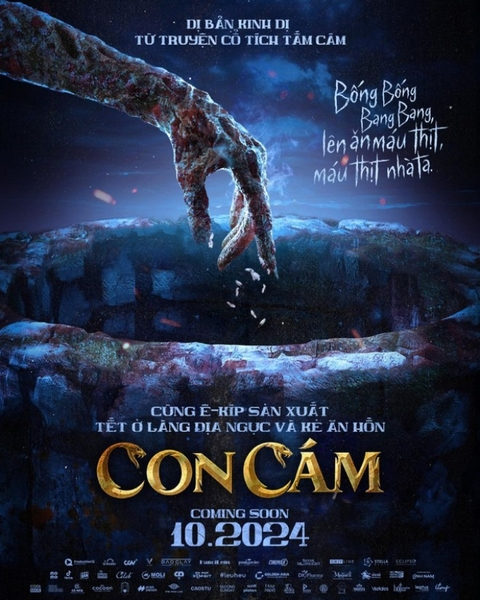 DỊ BẢN KINH DỊ
TỪ TRUYỆN CỔ TÍCH TẤM CÁM
Bống Bống
Bang Bang,
lên ăn máu thịt,
máu thịt nhà ta.
CÙNG Ê-KÍP SẢN XUẤT
TẾT Ở LÀNG ĐỊA NGỤC VÀ KẺ ĂN HỒN
CON CÁM
COMING SOON
10.2024